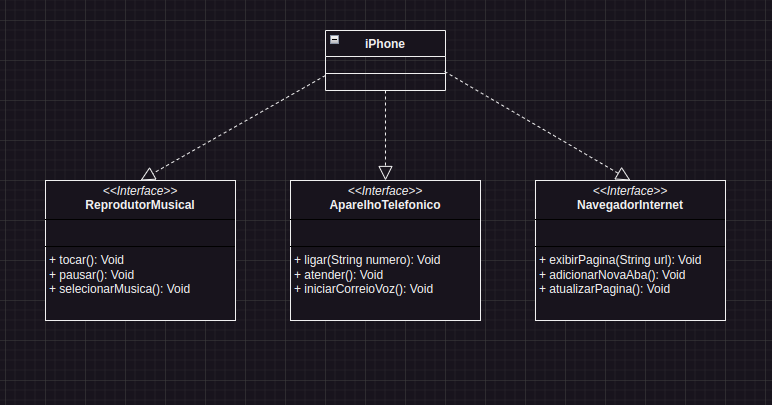 iPhone
<<Interface>>
ReprodutorMusical
+ tocar(): Void
+ pausar(): Void
+ selecionarMusica(): Void
<<Interface>>
AparelhoTelefonico
+ ligar(String numero): Void
+ atender(): Void
+ iniciarCorreioVoz(): Void
<<Interface>>
NavegadorInternet
+ exibirPagina(String url): Void
+ adicionarNovaAba(): Void
+ atualizarPagina(): Void